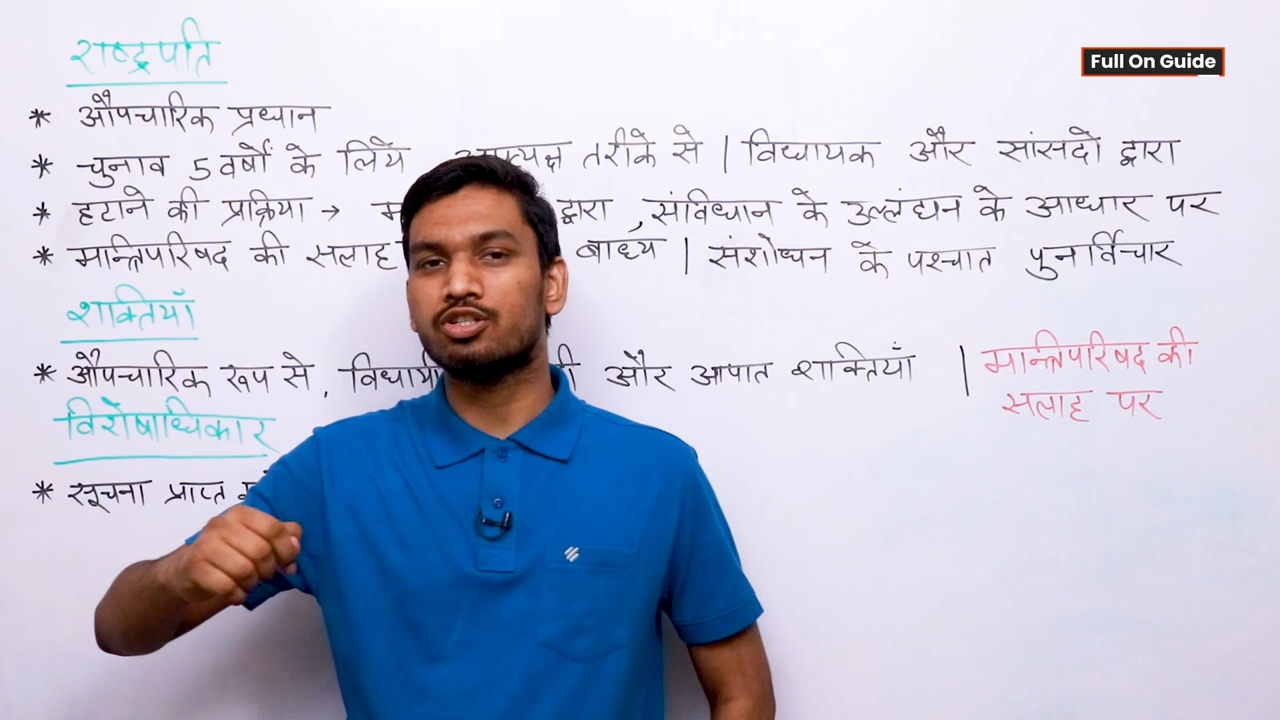 राष्ट्रपति
Full On Guide
* औपचारिक प्रधान
* चुनाव 5 वर्षों के लिये तरीके से | विधायक और सांसदों द्वारा
* हटाने की प्रक्रिया → द्वारा , संविधान के उल्लंघन के आधार पर
* मन्त्रिपरिषद की सलाह बाध्य | संशोधन के पश्चात पुनर्विचार
शक्तियाँ
* औपचारिक रूप से, और आपात शक्तियाँ | मन्त्रिपरिषद की
सलाह पर
विशेषाधिकार
* सूचना प्राप्त